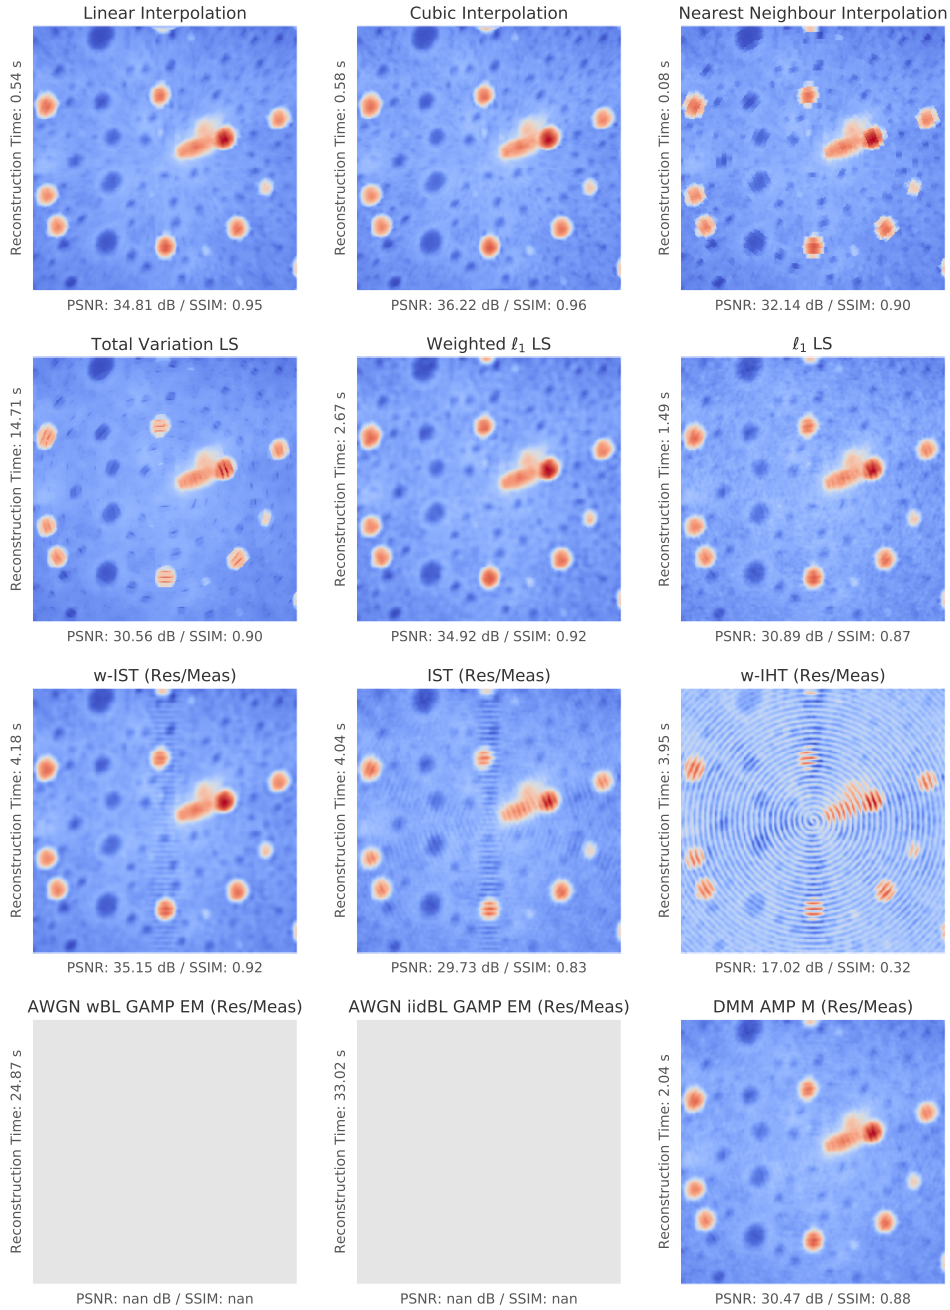 Linear Interpolation
Cubic Interpolation
Nearest Neighbour Interpolation
Reconstruction Time: 0.54 s
Reconstruction Time: 0.58 s
Reconstruction Time: 0.08 s
PSNR: 34.81 dB / SSIM: 0.95
PSNR: 36.22 dB / SSIM: 0.96
PSNR: 32.14 dB / SSIM: 0.90
Total Variation LS
Weighted ℓ₁ LS
ℓ₁ LS
Reconstruction Time: 14.71 s
Reconstruction Time: 2.67 s
Reconstruction Time: 1.49 s
PSNR: 30.56 dB / SSIM: 0.90
PSNR: 34.92 dB / SSIM: 0.92
PSNR: 30.89 dB / SSIM: 0.87
w-IST (Res/Meas)
IST (Res/Meas)
w-IHT (Res/Meas)
Reconstruction Time: 4.18 s
Reconstruction Time: 4.04 s
Reconstruction Time: 3.95 s
PSNR: 35.15 dB / SSIM: 0.92
PSNR: 29.73 dB / SSIM: 0.83
PSNR: 17.02 dB / SSIM: 0.32
AWGN wBL GAMP EM (Res/Meas)
AWGN iidBL GAMP EM (Res/Meas)
DMM AMP M (Res/Meas)
Reconstruction Time: 24.87 s
Reconstruction Time: 33.02 s
Reconstruction Time: 2.04 s
PSNR: nan dB / SSIM: nan
PSNR: nan dB / SSIM: nan
PSNR: 30.47 dB / SSIM: 0.88